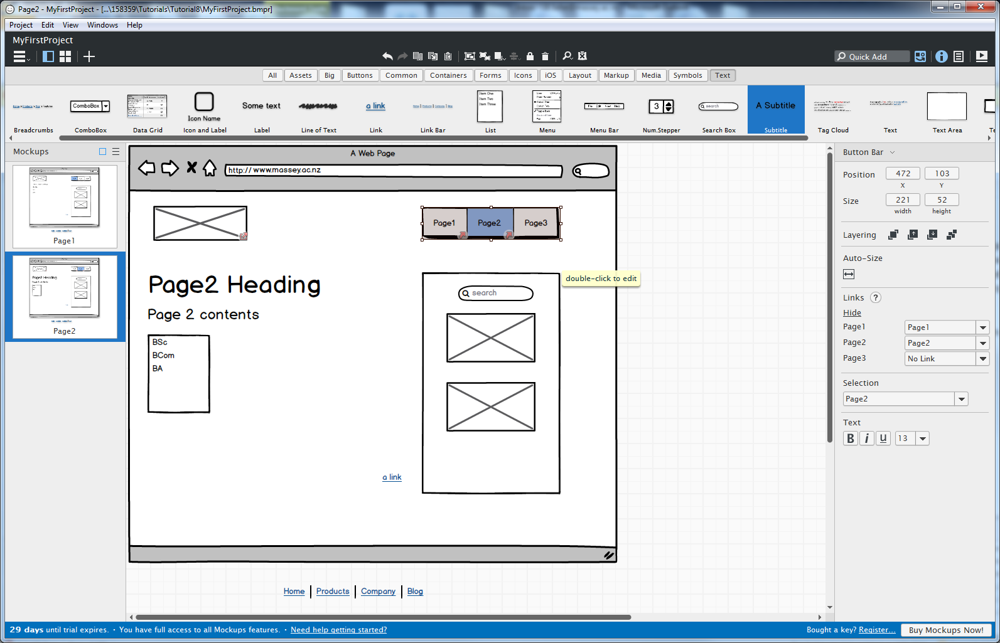 Page2 - MyFirstProject - [...\158359\Tutorials\Tutorial8\MyFirstProject.bmpr]
Project Edit View Windows Help
MyFirstProject
Quick Add
All Assets Big Buttons Common Containers Forms Icons iOS Layout Markup Media Symbols Text
ComboBox
Icon Name
Some text
a link
Item One
Item Two
Item Three
3
search
A Subtitle
Breadcrumbs ComboBox Data Grid Icon and Label Label Line of Text Link Link Bar List Menu Menu Bar Num.Stepper Search Box Subtitle Tag Cloud Text Text Area
Mockups
Page1
Page2
A Web Page
http://www.massey.ac.nz
Page1 Page2 Page3
double-click to edit
Page2 Heading
Page 2 contents
BSc
BCom
BA
search
a link
Home Products Company Blog
Button Bar
Position 472 103
X Y
Size 221 52
width height
Layering
Auto-Size
Links ?
Hide
Page1 Page1
Page2 Page2
Page3 No Link
Selection
Page2
Text
B i u 13
29 days until trial expires. · You have full access to all Mockups features. · Need help getting started?
Bought a key? Register... Buy Mockups Now!